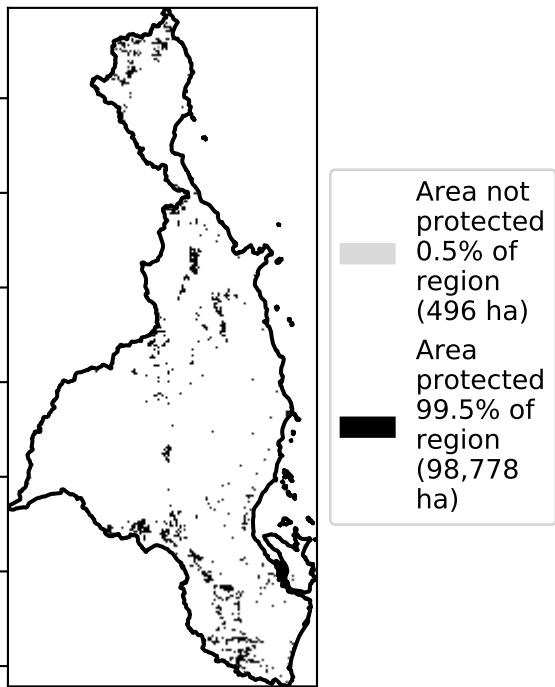 Area not
protected
0.5% of
region
(496 ha)
Area
protected
99.5% of
region
(98,778
ha)